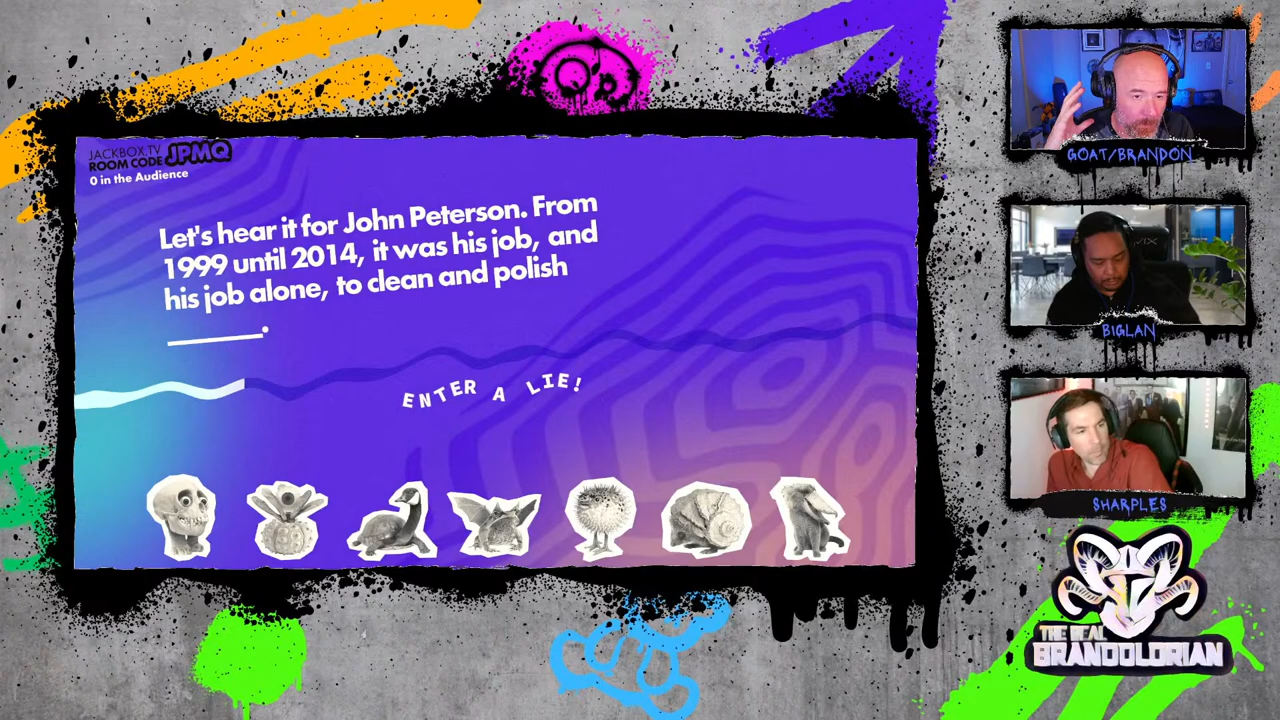 JACKBOX.TV
ROOM CODE JPMQ
0 in the Audience
Let's hear it for John Peterson. From
1999 until 2014, it was his job, and
his job alone, to clean and polish
_____.
ENTER A LIE!
GOAT/BRANDON
BIGLAN
SHARPLES
THE REAL
BRANDOLORIAN